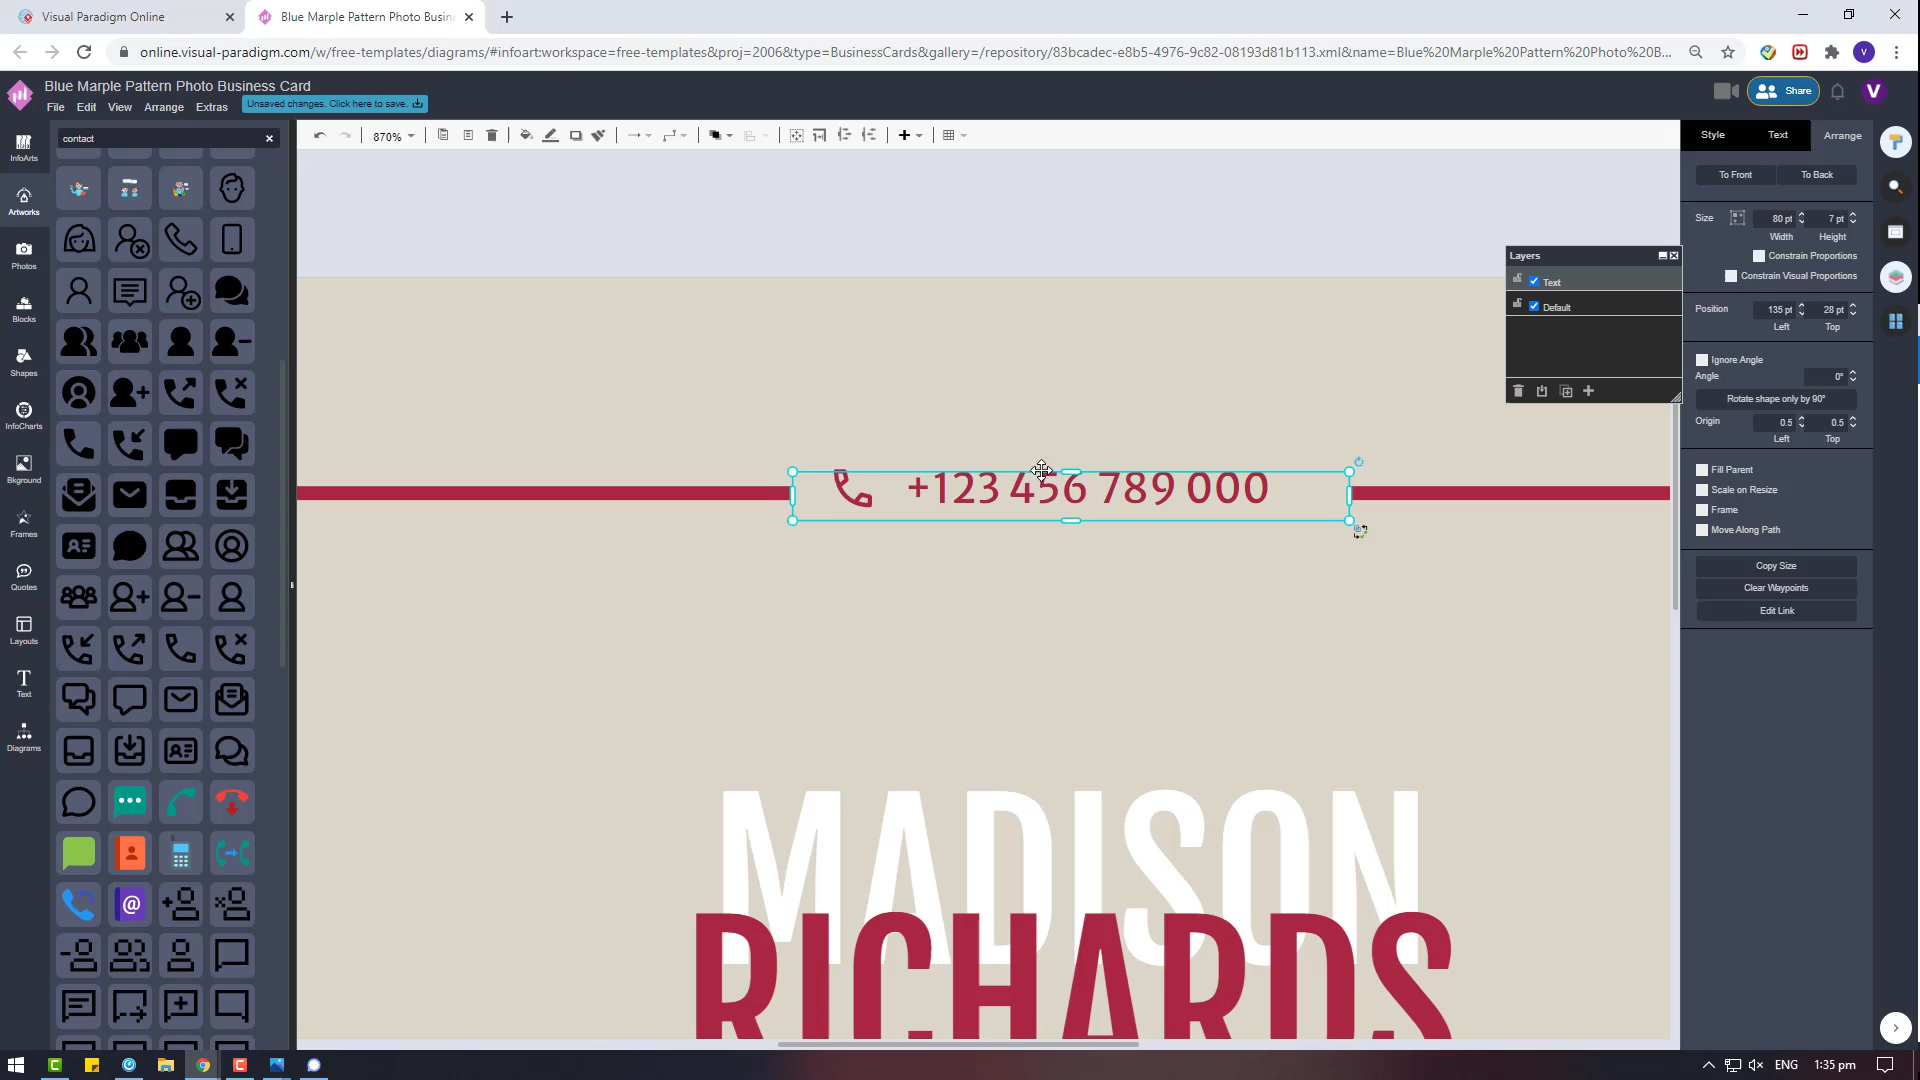 Visual Paradigm Online
Blue Marple Pattern Photo Busin
online.visual-paradigm.com/w/free-templates/diagrams/#infoart:workspace=free-templates&proj=2006&type=BusinessCards&gallery=/repository/83bcadec-e8b5-4976-9c82-08193d81b113.xml&name=Blue%20Marple%20Pattern%20Photo%20B...
V
Blue Marple Pattern Photo Business Card
File Edit View Arrange Extras
Unsaved changes. Click here to save.
Share
V
contact
870%
InfoArts
Artworks
Photos
Blocks
Shapes
InfoCharts
Bkground
Frames
Quotes
Layouts
Text
Diagrams
Style Text Arrange
To Front To Back
Size 80 pt 7 pt
Width Height
Constrain Proportions
Constrain Visual Proportions
Position 135 pt 28 pt
Left Top
Ignore Angle
Angle 0°
Rotate shape only by 90°
Origin 0.5 0.5
Left Top
Fill Parent
Scale on Resize
Frame
Move Along Path
Copy Size
Clear Waypoints
Edit Link
Layers
Text
Default
+123 456 789 000
MADISON
RICHARDS
ENG 1:35 pm